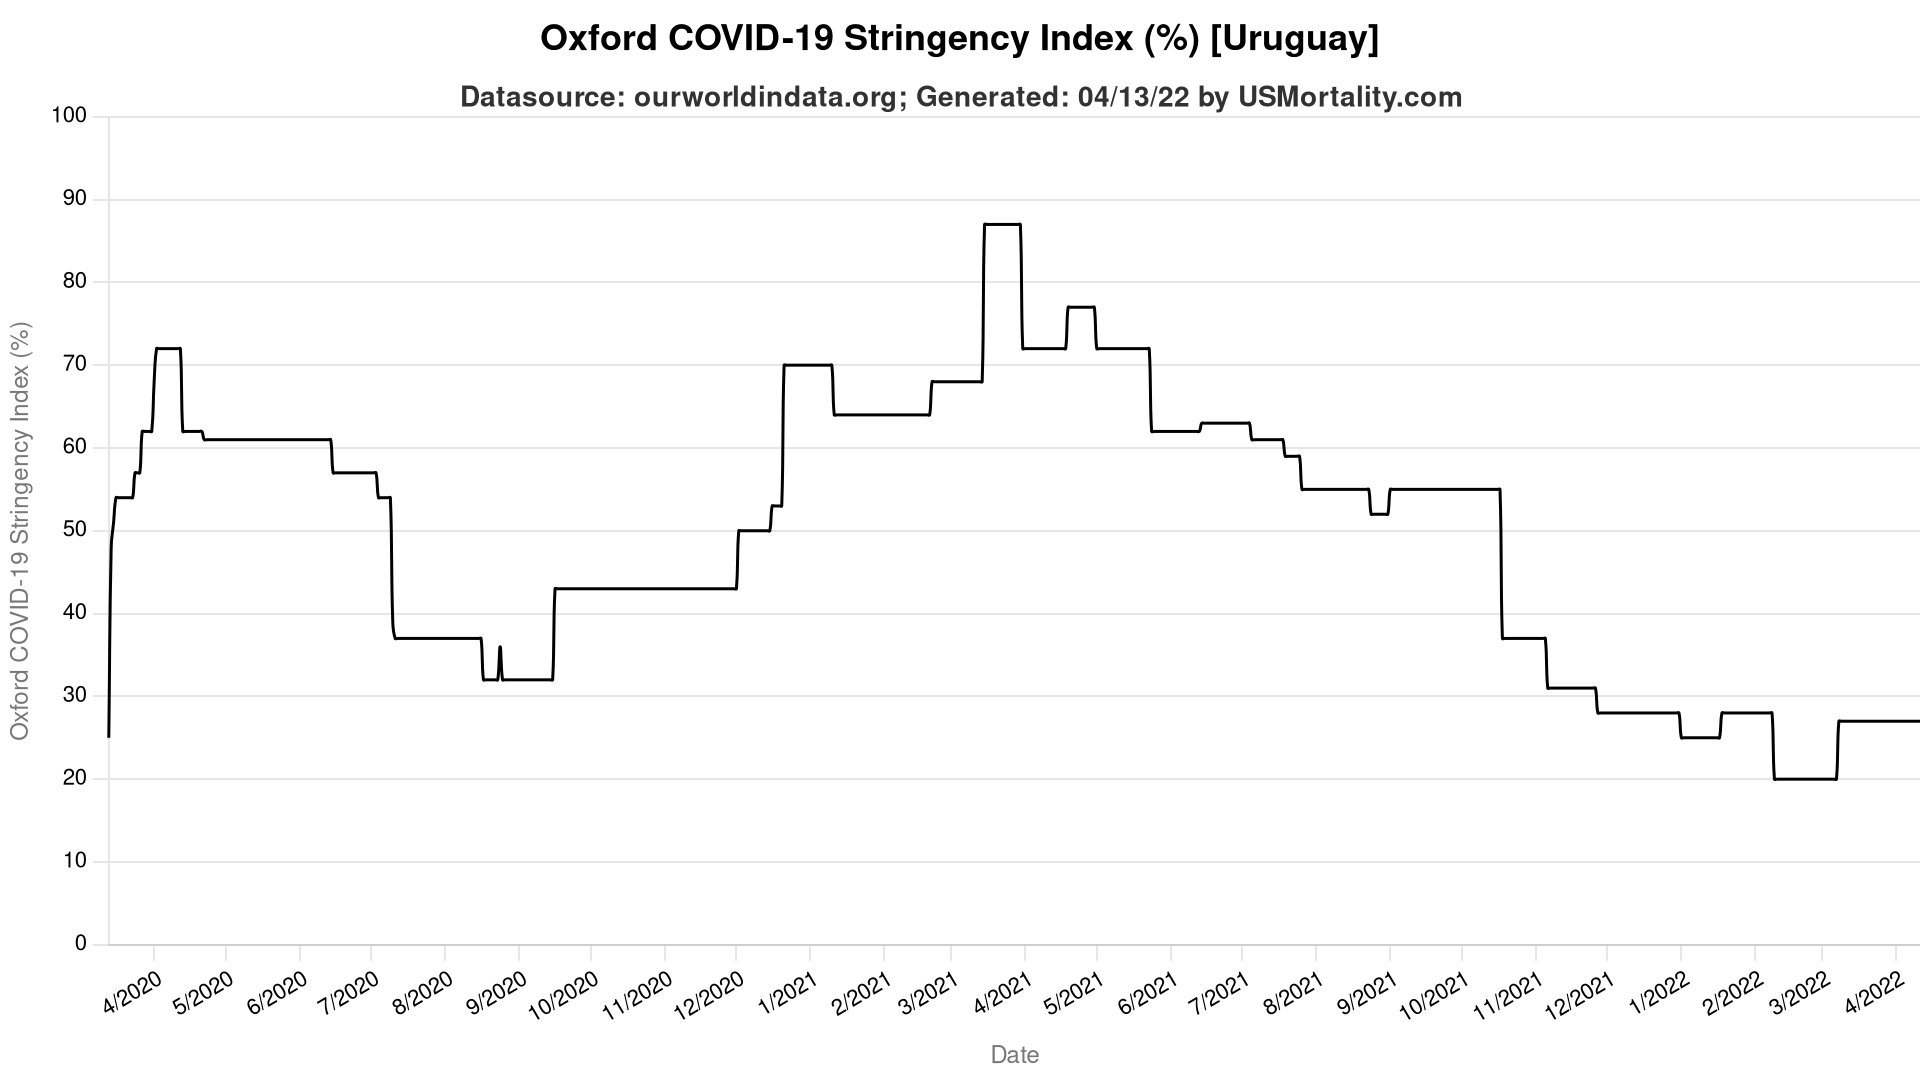 Oxford COVID-19 Stringency Index (%) [Uruguay]
Datasource: ourworldindata.org; Generated: 04/13/22 by USMortality.com
Oxford COVID-19 Stringency Index (%)
100
90
80
70
60
50
40
30
20
10
0
4/2020 5/2020 6/2020 7/2020 8/2020 9/2020 10/2020 11/2020 12/2020 1/2021 2/2021 3/2021 4/2021 5/2021 6/2021 7/2021 8/2021 9/2021 10/2021 11/2021 12/2021 1/2022 2/2022 3/2022 4/2022
Date